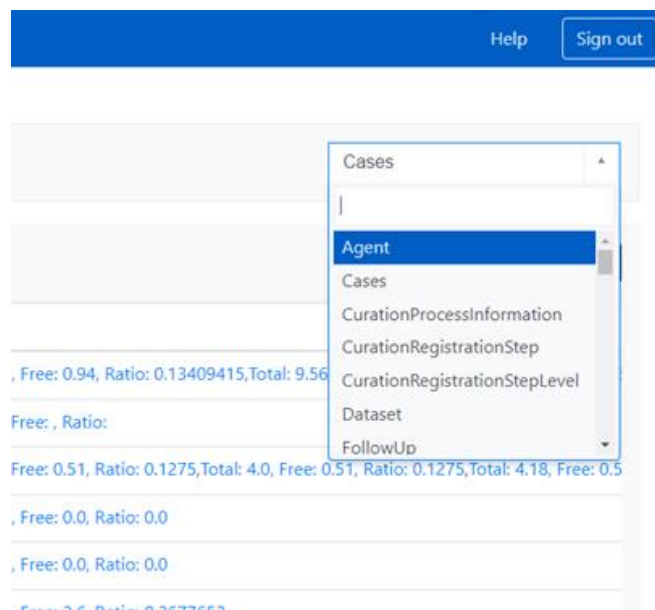 Help
Sign out
Cases
Agent
Cases
CurationProcessInformation
CurationRegistrationStep
, Free: 0.94, Ratio: 0.13409415,Total: 9.56
CurationRegistrationStepLevel
Free: , Ratio:
Dataset
FollowUp
Free: 0.51, Ratio: 0.1275,Total: 4.0, Free: 0.51, Ratio: 0.1275,Total: 4.18, Free: 0.5
, Free: 0.0, Ratio: 0.0
, Free: 0.0, Ratio: 0.0